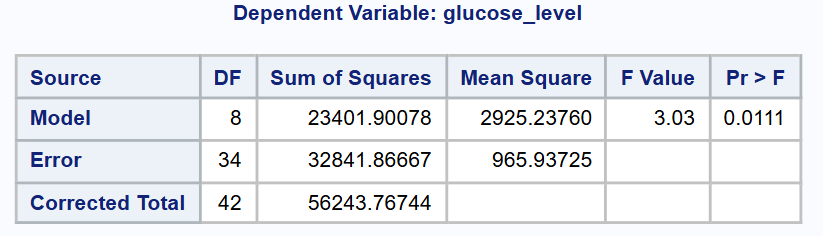 Dependent Variable: glucose_level
Source DF Sum of Squares Mean Square F Value Pr > F
Model 8 23401.90078 2925.23760 3.03 0.0111
Error 34 32841.86667 965.93725
Corrected Total 42 56243.76744